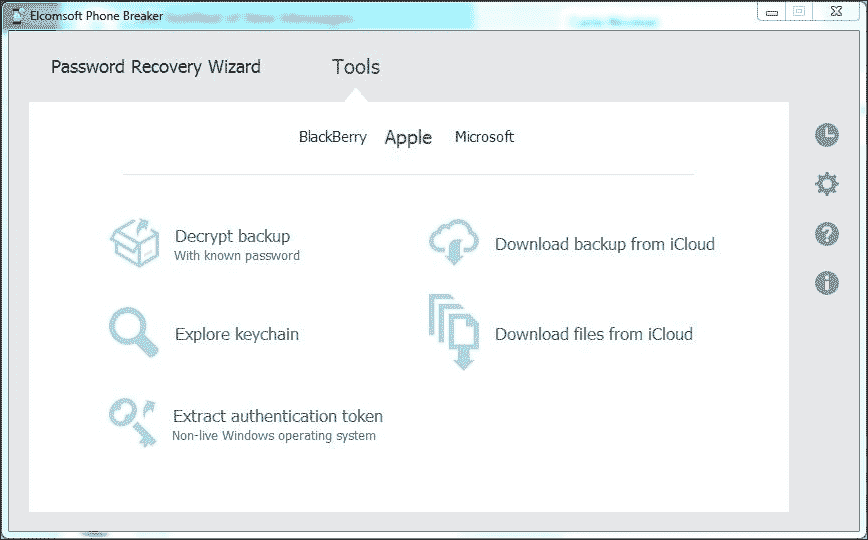 Elcomsoft Phone Breaker
Password Recovery Wizard
Tools
BlackBerry
Apple
Microsoft
Decrypt backup
With known password
Download backup from iCloud
Explore keychain
Download files from iCloud
Extract authentication token
Non-live Windows operating system